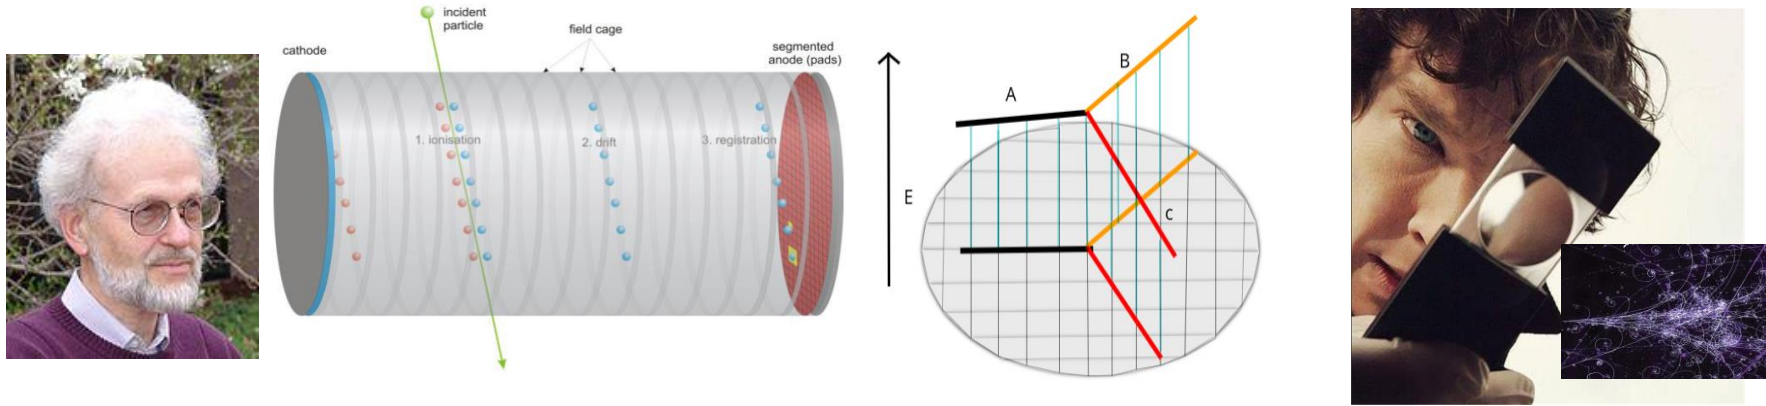 incident
particle
field cage
cathode
segmented
anode (pads)
1. ionisation
2. drift
3. registration
E
A
B
c